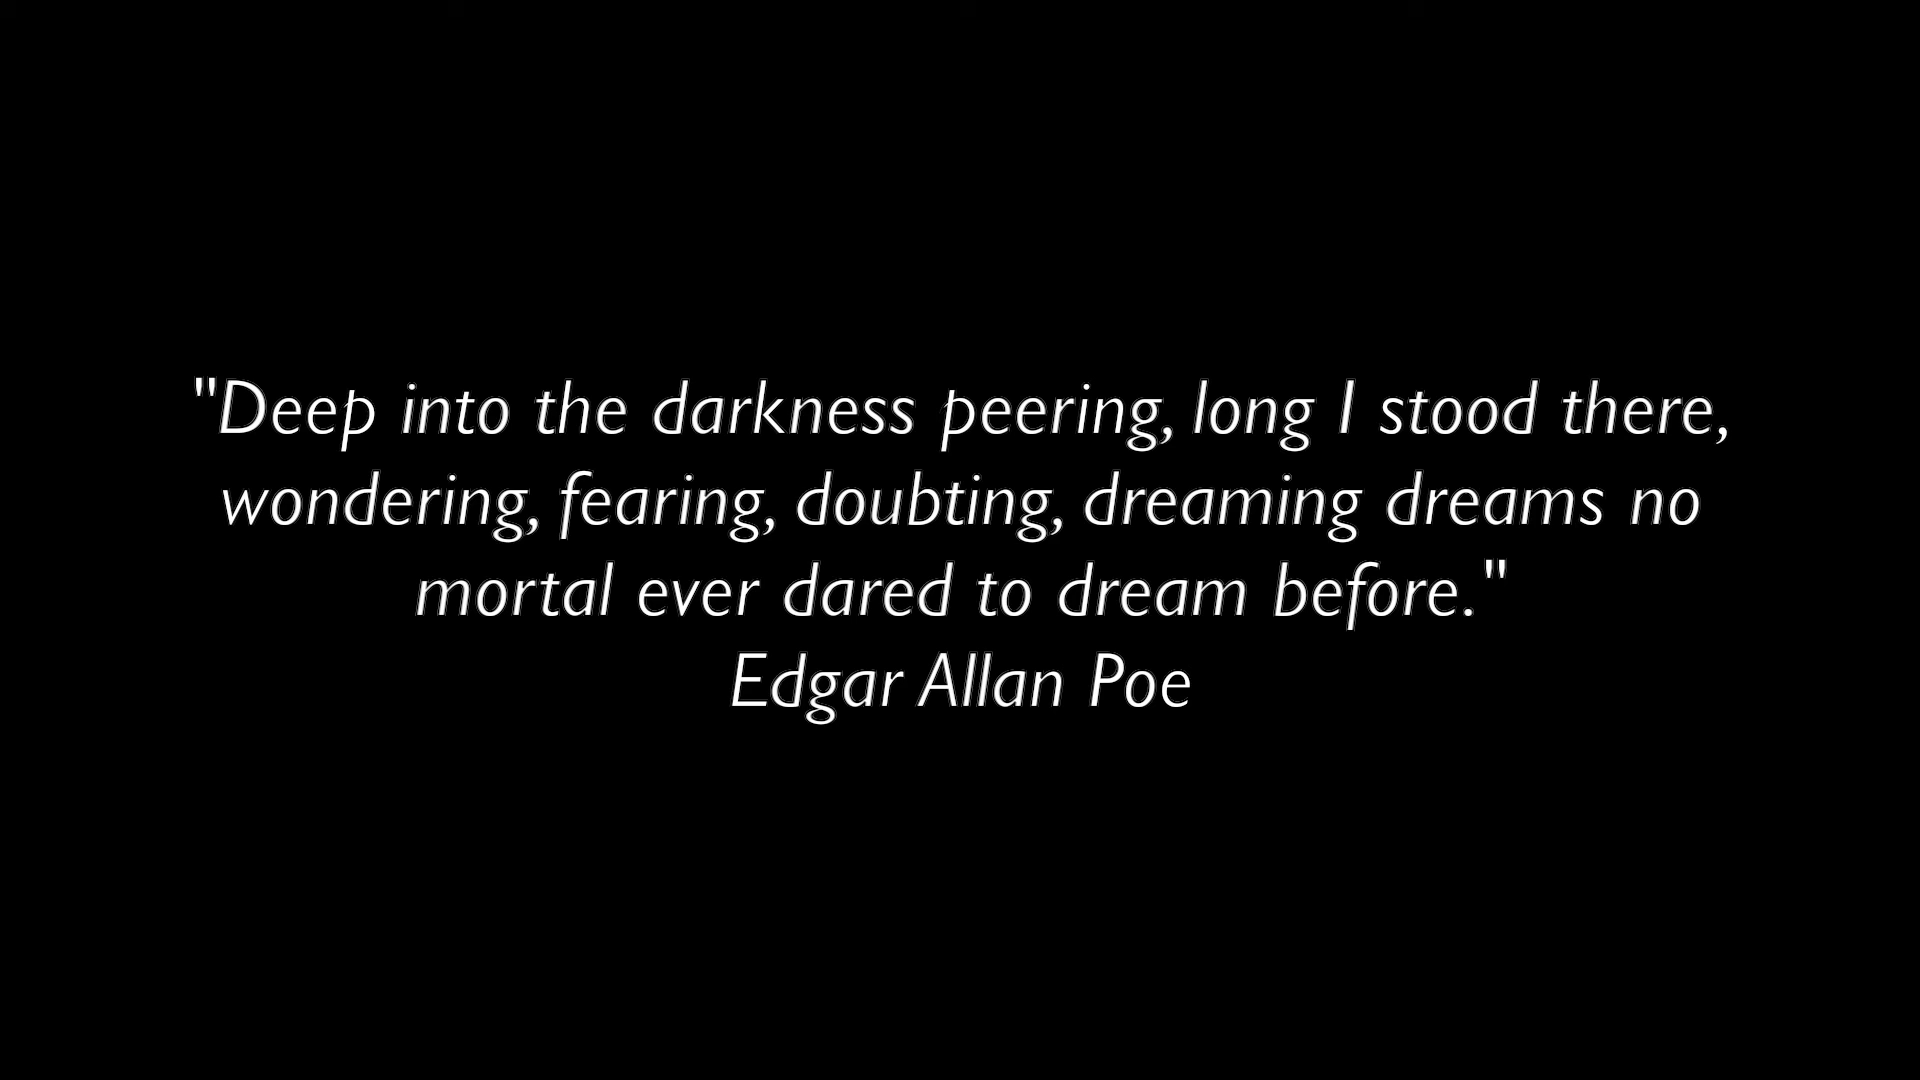 "Deep into the darkness peering, long I stood there,
wondering, fearing, doubting, dreaming dreams no
mortal ever dared to dream before."
Edgar Allan Poe